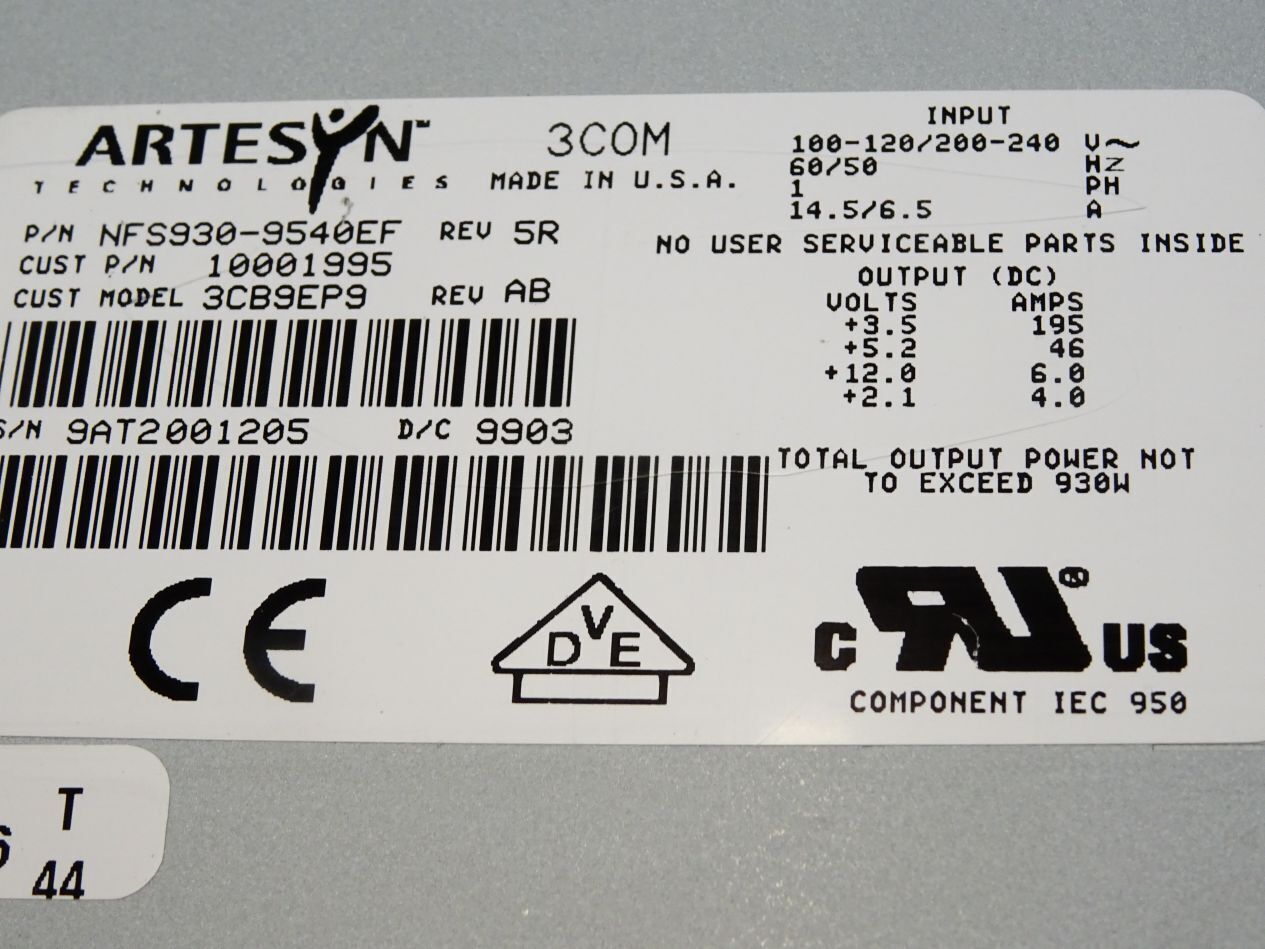 ARTESYN™
TECHNOLOGIES
3COM
MADE IN U.S.A.
P/N NFS930-9540EF REV 5R
CUST P/N 10001995
CUST MODEL 3CB9EP9 REV AB
S/N 9AT2001205 D/C 9903
INPUT
100-120/200-240 V~
60/50 HZ
1 PH
14.5/6.5 A
NO USER SERVICEABLE PARTS INSIDE
OUTPUT (DC)
VOLTS AMPS
+3.5 195
+5.2 46
+12.0 6.0
+2.1 4.0
TOTAL OUTPUT POWER NOT
TO EXCEED 930W
CE
DVE
C RU® US
COMPONENT IEC 950
T
44